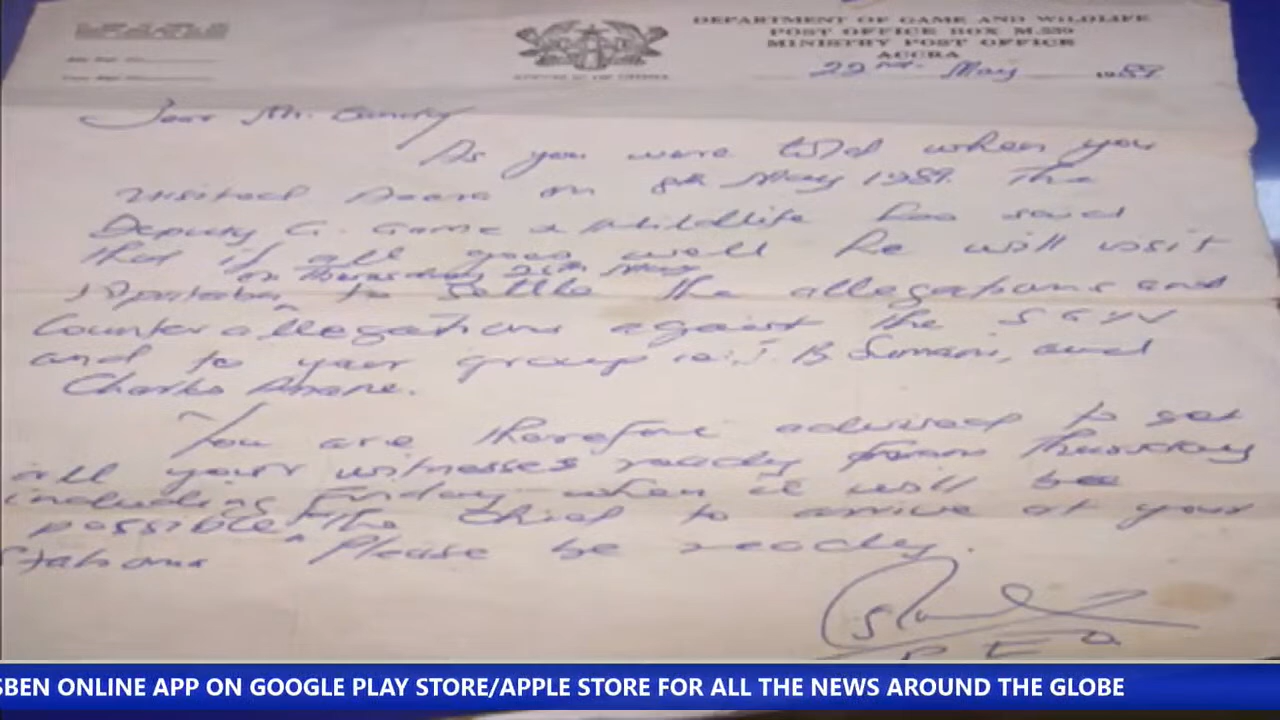 DEPARTMENT OF GAME AND WILDLIFE
POST OFFICE BOX M.239
MINISTRY POST OFFICE
ACCRA
22nd May 1989
Dear Mr.
As you were told when you
visited Accra on 8th May 1989. The
Deputy C. Game & Wildlife has said
that if all goes well he will visit
on Thursday 25th May
to settle the allegations and
Counter allegations against the
and to your group i.e. J. B and
Charles
You are therefore advised to get
all your witnesses ready from Thursday
including Friday when it will be
possible for the Chief to arrive at your
Station. Please be ready.
SBEN ONLINE APP ON GOOGLE PLAY STORE/APPLE STORE FOR ALL THE NEWS AROUND THE GLOBE